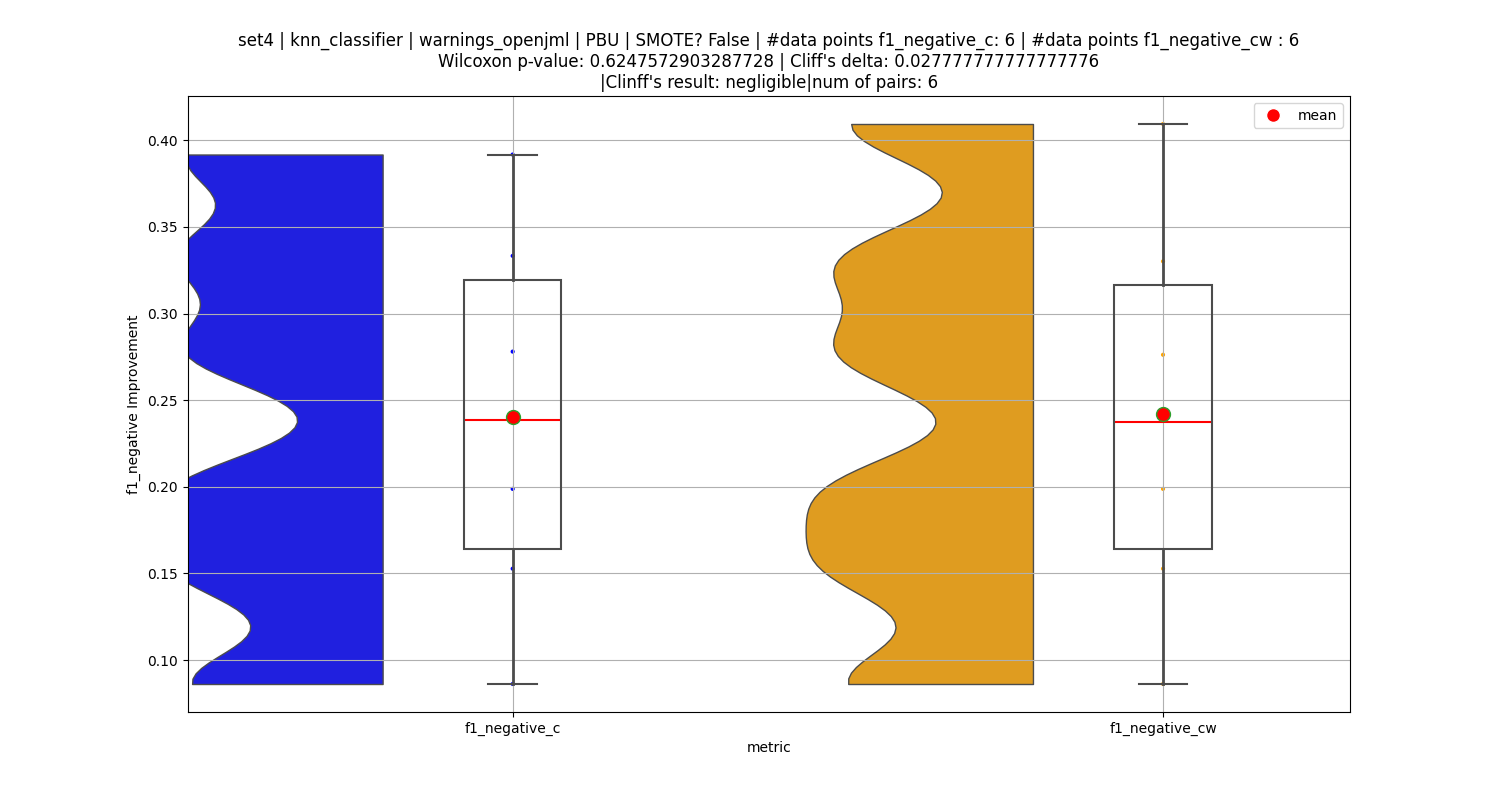 set4 | knn_classifier | warnings_openjml | PBU | SMOTE? False | #data points f1_negative_c: 6 | #data points f1_negative_cw : 6
Wilcoxon p-value: 0.6247572903287728 | Cliff's delta: 0.027777777777777776
|Clinff's result: negligible|num of pairs: 6
mean
0.40
0.35
0.30
0.25
0.20
0.15
0.10
f1_negative Improvement
f1_negative_c
f1_negative_cw
metric